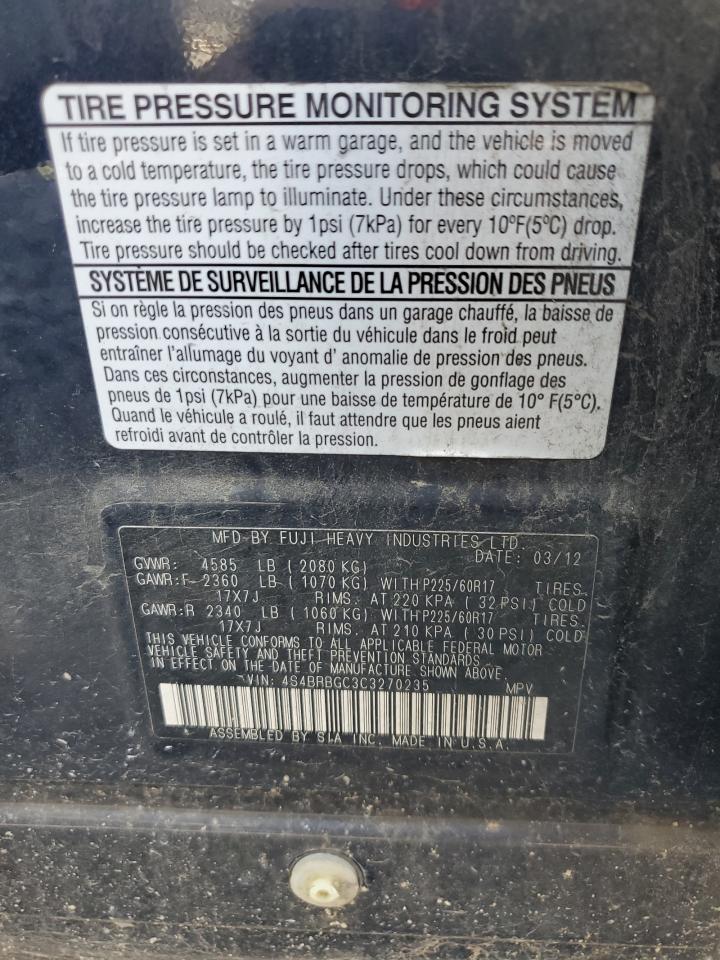 TIRE PRESSURE MONITORING SYSTEM
If tire pressure is set in a warm garage, and the vehicle is moved
to a cold temperature, the tire pressure drops, which could cause
the tire pressure lamp to illuminate. Under these circumstances,
increase the tire pressure by 1psi (7kPa) for every 10ºF(5ºC) drop.
Tire pressure should be checked after tires cool down from driving.
SYSTÈME DE SURVEILLANCE DE LA PRESSION DES PNEUS
Si on règle la pression des pneus dans un garage chauffé, la baisse de
pression consécutive à la sortie du véhicule dans le froid peut
entraîner l'allumage du voyant d' anomalie de pression des pneus.
Dans ces circonstances, augmenter la pression de gonflage des
pneus de 1psi (7kPa) pour une baisse de température de 10° F(5°C).
Quand le véhicule a roulé, il faut attendre que les pneus aient
refroidi avant de contrôler la pression.
MFD BY FUJI HEAVY INDUSTRIES LTD.
DATE: 03/12
GVWR: 4585 LB ( 2080 KG)
GAWR:F- 2360 LB ( 1070 KG) WITH P225/60R17 TIRES.
17X7J RIMS. AT 220 KPA ( 32 PSI) COLD
GAWR:R 2340 LB ( 1060 KG) WITH P225/60R17 TIRES.
17X7J RIMS. AT 210 KPA ( 30 PSI) COLD
THIS VEHICLE CONFORMS TO ALL APPLICABLE FEDERAL MOTOR
VEHICLE SAFETY AND THEFT PREVENTION STANDARDS
IN EFFECT ON THE DATE OF MANUFACTURE SHOWN ABOVE.
VIN: 4S4BRBGC3C3270235 MPV
ASSEMBLED BY SIA INC. MADE IN U.S.A.